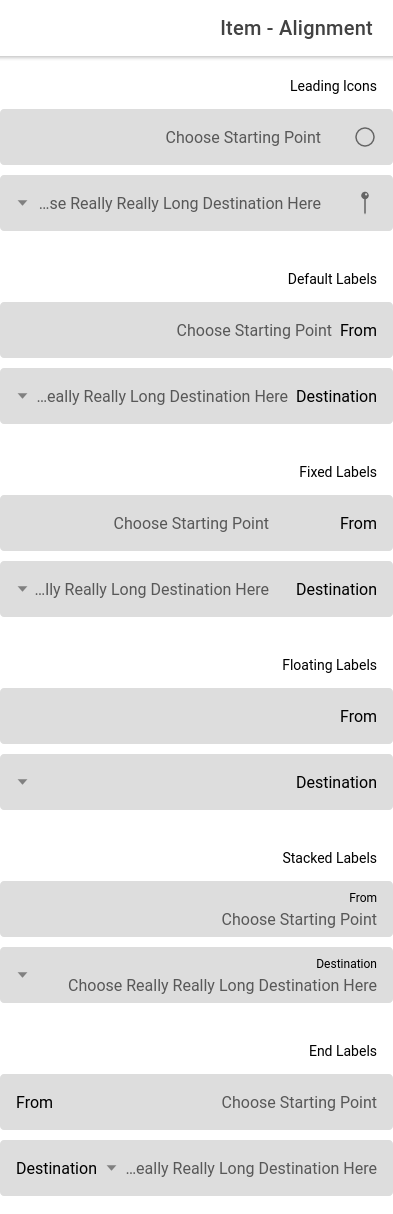 Item - Alignment
Leading Icons
Choose Starting Point
...se Really Really Long Destination Here
Default Labels
From Choose Starting Point
Destination ...eally Really Long Destination Here
Fixed Labels
From Choose Starting Point
Destination ...lly Really Long Destination Here
Floating Labels
From
Destination
Stacked Labels
From
Choose Starting Point
Destination
Choose Really Really Long Destination Here
End Labels
Choose Starting Point From
...eally Really Long Destination Here Destination